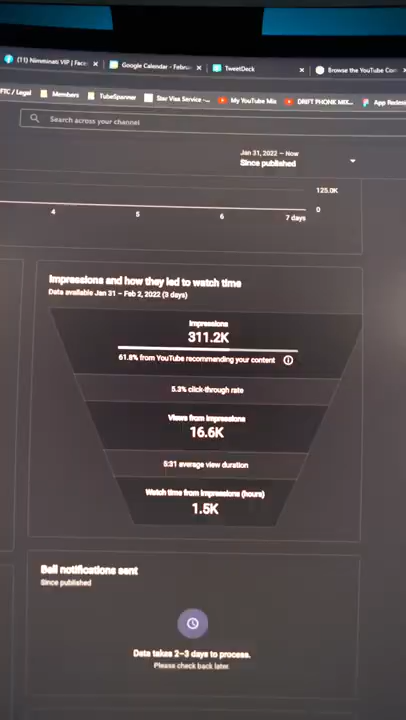 (11) Nimminati VIP | Face
Google Calendar - Februa
TweetDeck
Browse the YouTube Con
FTC / Legal
Members
TubeSpanner
Star Visa Service -...
My YouTube Mix
DRIFT PHONK MIX...
App Redesi
Search across your channel
Jan 31, 2022 – Now
Since published
125.0K
0
4
5
6
7 days
Impressions and how they led to watch time
Data available Jan 31 – Feb 2, 2022 (3 days)
Impressions
311.2K
61.8% from YouTube recommending your content
5.3% click-through rate
Views from impressions
16.6K
5:31 average view duration
Watch time from impressions (hours)
1.5K
Bell notifications sent
Since published
Data takes 2–3 days to process.
Please check back later.